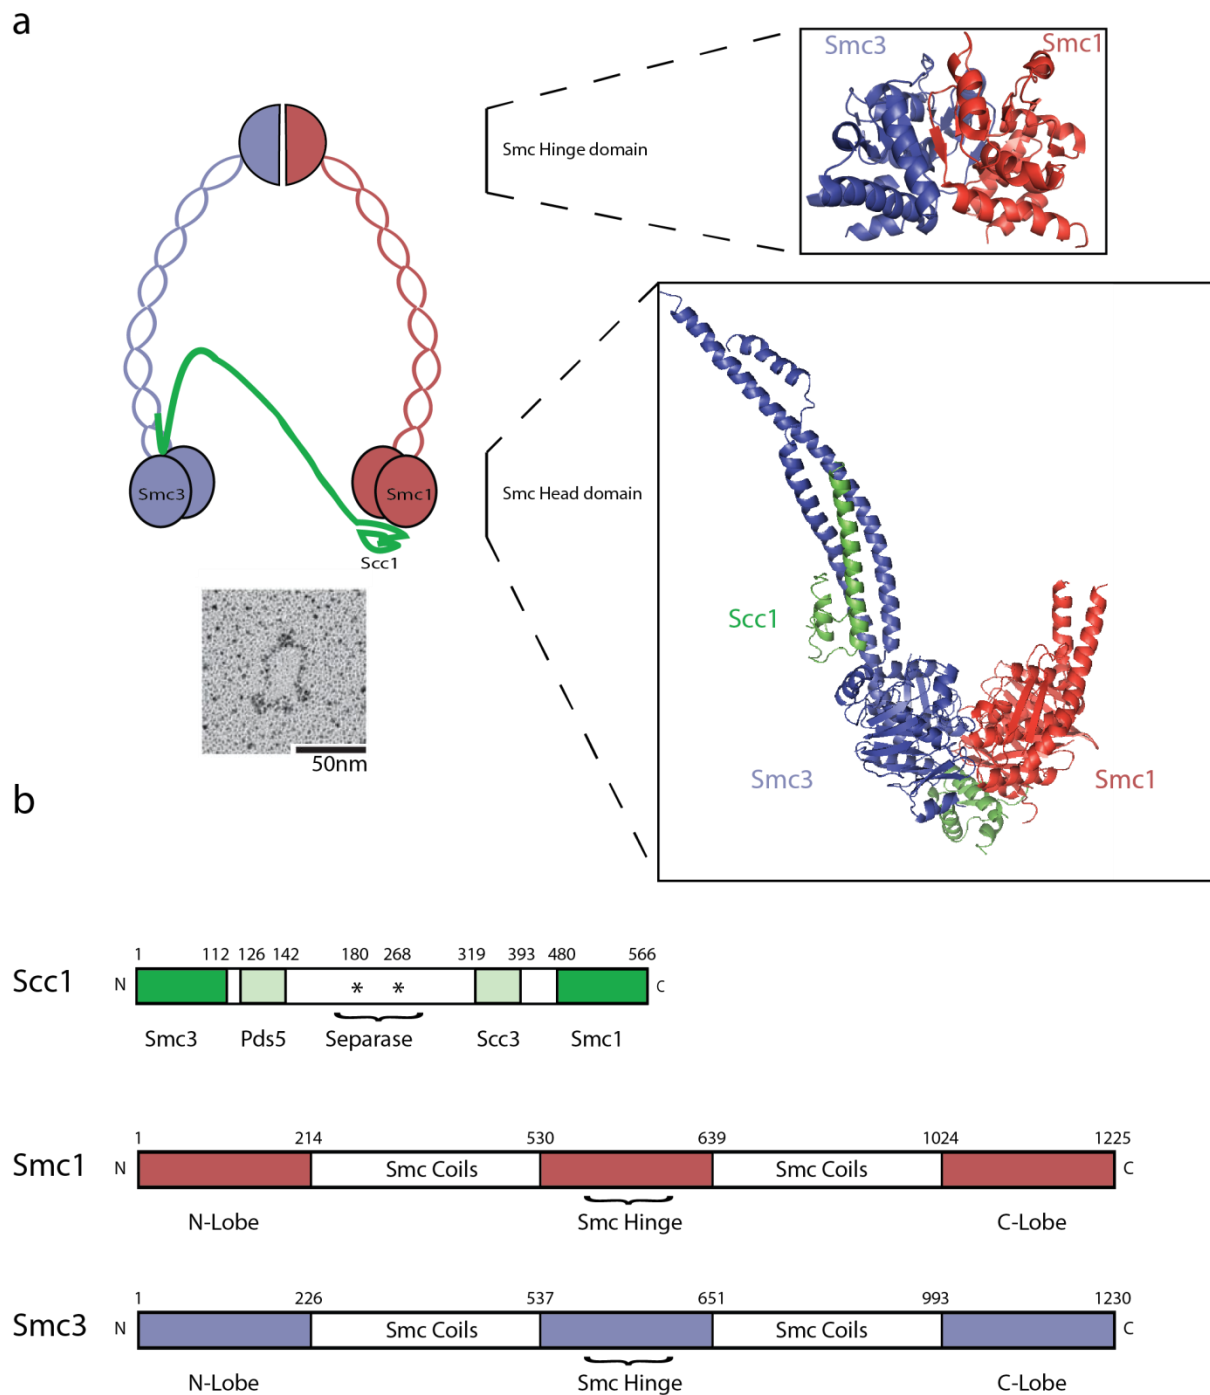 a
Smc3 Smc1
Smc Hinge domain
Smc3 Smc1
Smc Head domain
Scc1
Scc1
50nm
Smc3 Smc1
b
1 112 126 142 180 268 319 393 480 566
Scc1 N * * C
Smc3 Pds5 Separase Scc3 Smc1
1 214 530 639 1024 1225
Smc1 N Smc Coils Smc Coils C
N-Lobe Smc Hinge C-Lobe
1 226 537 651 993 1230
Smc3 N Smc Coils Smc Coils C
N-Lobe Smc Hinge C-Lobe